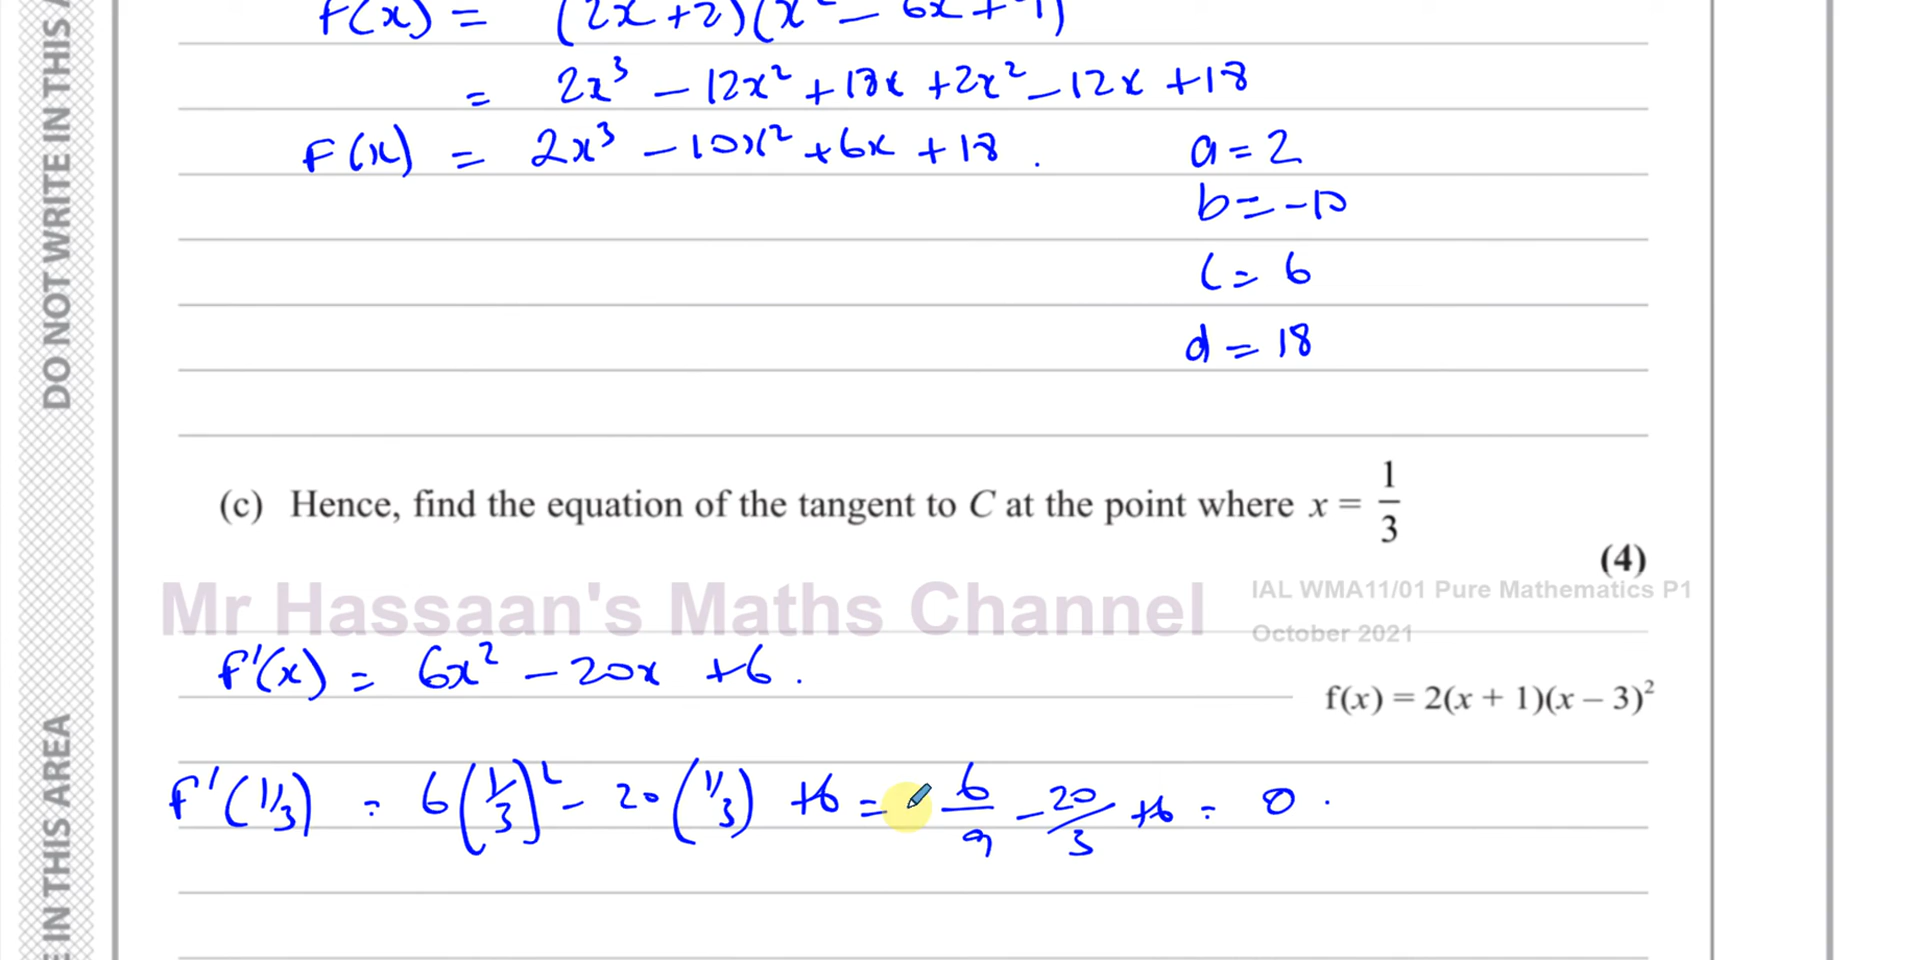 F(x) = (2x+2)(x² - 6x + 9)
= 2x³ - 12x² + 18x + 2x² - 12x + 18
F(x) = 2x³ - 10x² + 6x + 18 .
a = 2
b = -10
c = 6
d = 18
(c) Hence, find the equation of the tangent to C at the point where x = 1/3
(4)
Mr Hassaan's Maths Channel
IAL WMA11/01 Pure Mathematics P1
October 2021
f'(x) = 6x² - 20x + 6 .
f(x) = 2(x + 1)(x – 3)²
f'(1/3) = 6(1/3)² - 20(1/3) + 6 = 6/9 - 20/3 + 6 = 0 .
DO NOT WRITE IN THIS
IN THIS AREA